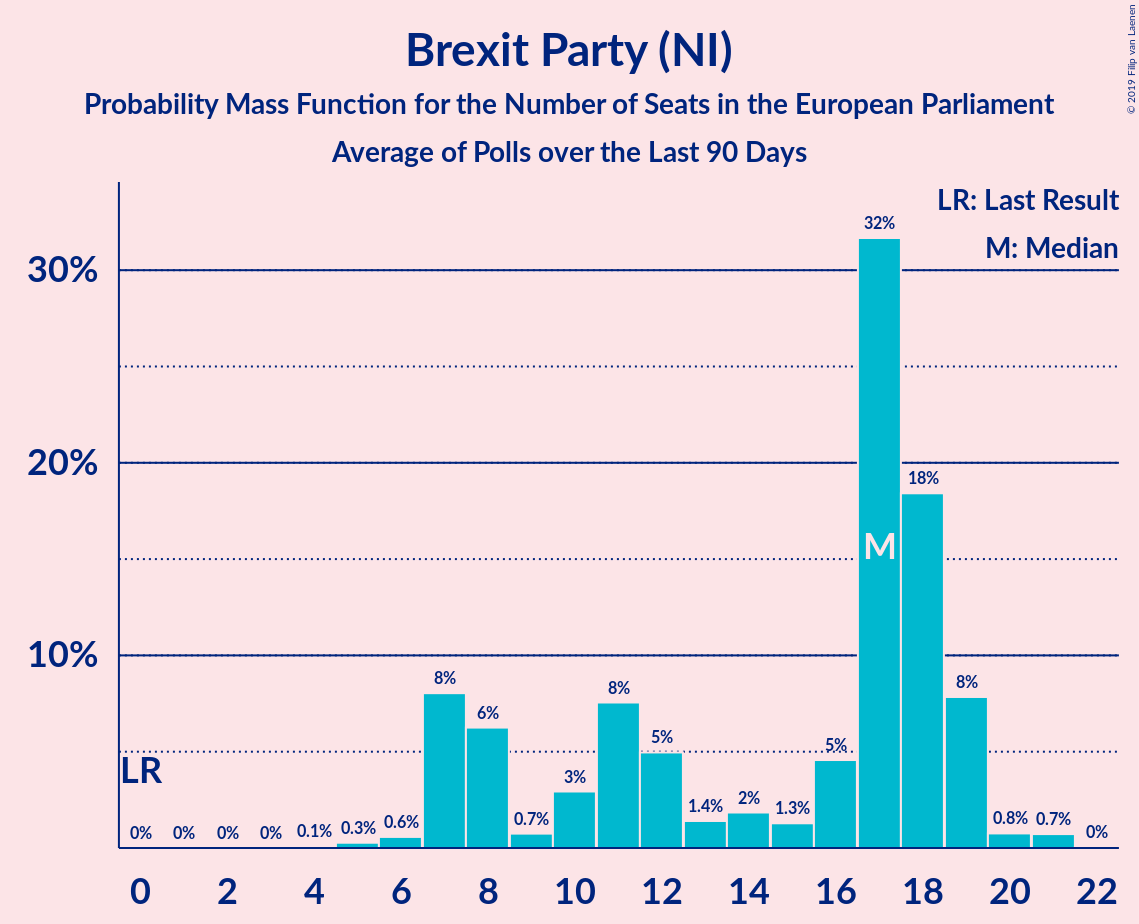 Brexit Party (NI)
Probability Mass Function for the Number of Seats in the European Parliament
Average of Polls over the Last 90 Days
© 2019 Filip van Laenen
LR: Last Result
M: Median
30%
20%
10%
32%
18%
M
8%
6%
8%
5%
3%
1.4%
2%
1.3%
5%
8%
LR
0%
0%
0%
0%
0.1%
0.3%
0.6%
0.7%
0.8%
0.7%
0%
0 2 4 6 8 10 12 14 16 18 20 22